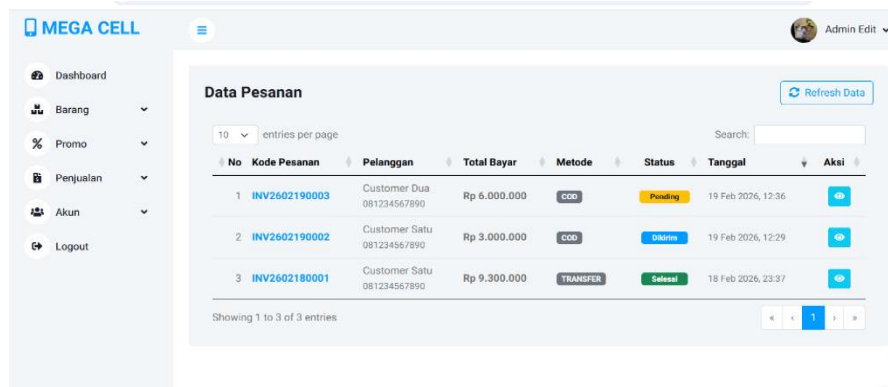 MEGA CELL
Admin Edit
Dashboard
Barang
Promo
Penjualan
Akun
Logout
Data Pesanan
Refresh Data
10 entries per page
Search:
No Kode Pesanan Pelanggan Total Bayar Metode Status Tanggal Aksi
1 INV2602190003 Customer Dua 081234567890 Rp 6.000.000 COD Pending 19 Feb 2026, 12:36
2 INV2602190002 Customer Satu 081234567890 Rp 3.000.000 COD Dikirim 19 Feb 2026, 12:29
3 INV2602180001 Customer Satu 081234567890 Rp 9.300.000 TRANSFER Selesai 18 Feb 2026, 23:37
Showing 1 to 3 of 3 entries
« ‹ 1 › »